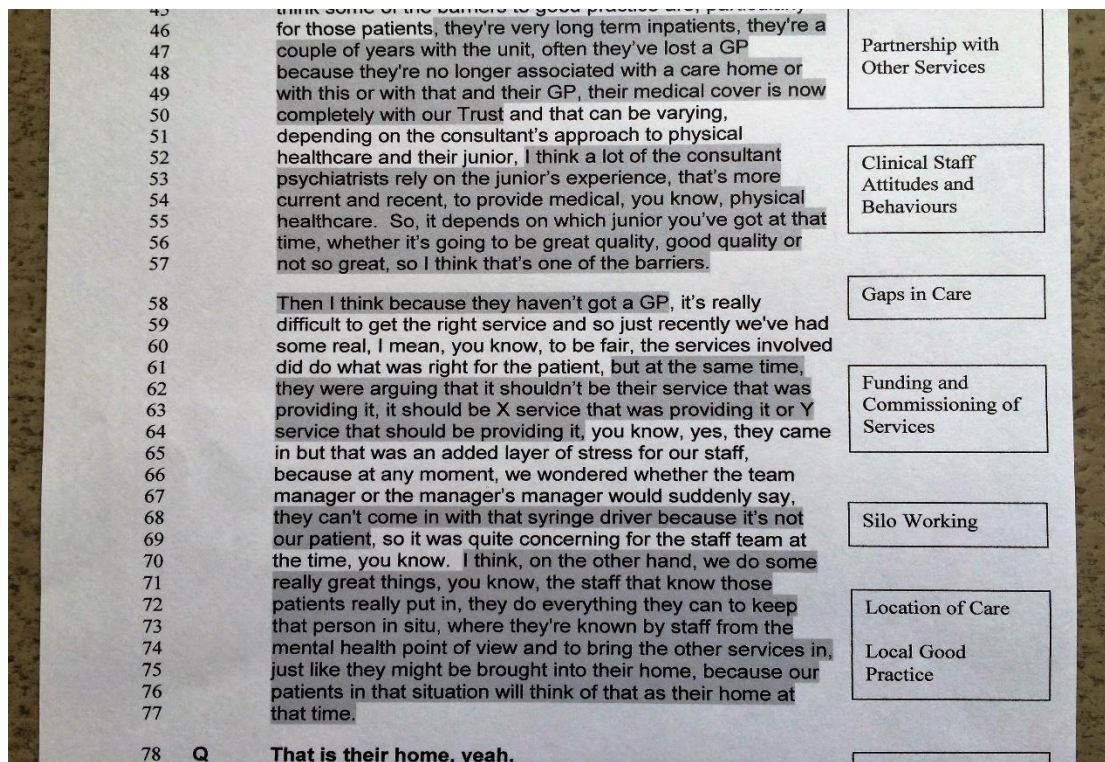 45 think some of the barriers to good practice are, particularly
46 for those patients, they're very long term inpatients, they're a
47 couple of years with the unit, often they've lost a GP
48 because they're no longer associated with a care home or
49 with this or with that and their GP, their medical cover is now
50 completely with our Trust and that can be varying,
51 depending on the consultant's approach to physical
52 healthcare and their junior, I think a lot of the consultant
53 psychiatrists rely on the junior's experience, that's more
54 current and recent, to provide medical, you know, physical
55 healthcare. So, it depends on which junior you've got at that
56 time, whether it's going to be great quality, good quality or
57 not so great, so I think that's one of the barriers.
58 Then I think because they haven't got a GP, it's really
59 difficult to get the right service and so just recently we've had
60 some real, I mean, you know, to be fair, the services involved
61 did do what was right for the patient, but at the same time,
62 they were arguing that it shouldn't be their service that was
63 providing it, it should be X service that was providing it or Y
64 service that should be providing it, you know, yes, they came
65 in but that was an added layer of stress for our staff,
66 because at any moment, we wondered whether the team
67 manager or the manager's manager would suddenly say,
68 they can't come in with that syringe driver because it's not
69 our patient, so it was quite concerning for the staff team at
70 the time, you know. I think, on the other hand, we do some
71 really great things, you know, the staff that know those
72 patients really put in, they do everything they can to keep
73 that person in situ, where they're known by staff from the
74 mental health point of view and to bring the other services in,
75 just like they might be brought into their home, because our
76 patients in that situation will think of that as their home at
77 that time.
78 Q That is their home, yeah.
Partnership with
Other Services
Clinical Staff
Attitudes and
Behaviours
Gaps in Care
Funding and
Commissioning of
Services
Silo Working
Location of Care
Local Good
Practice